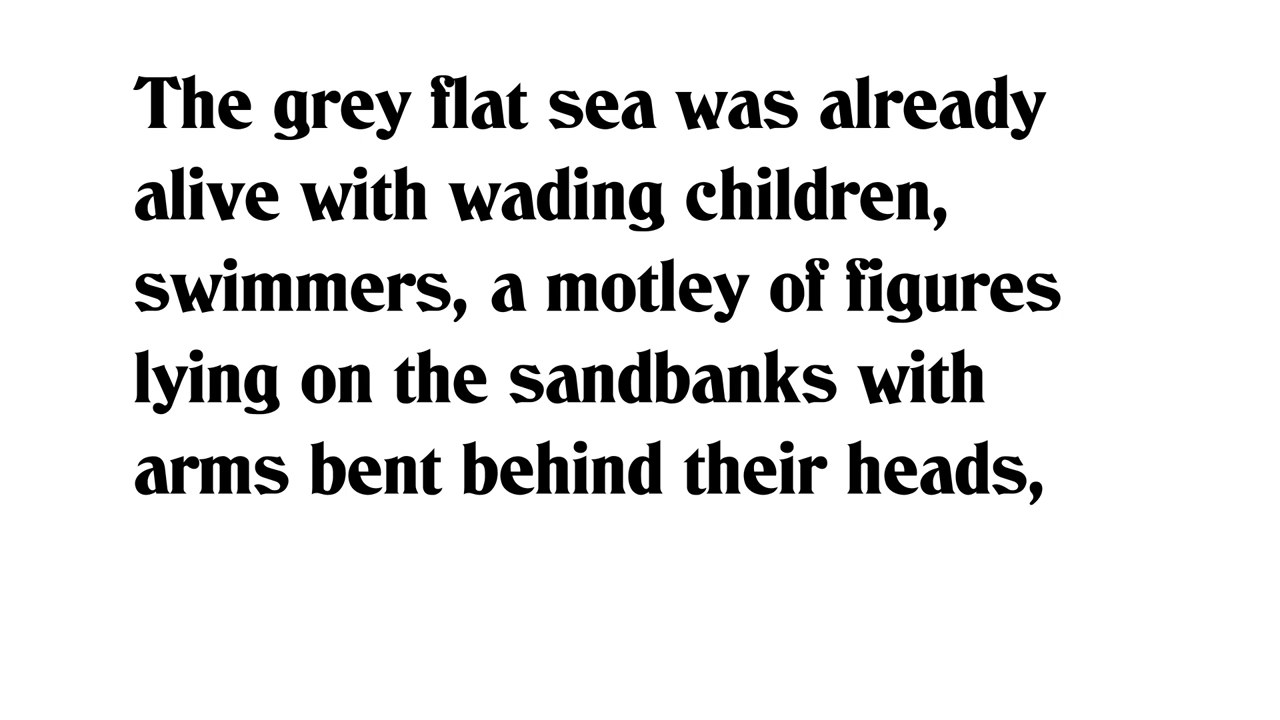 The grey flat sea was already
alive with wading children,
swimmers, a motley of figures
lying on the sandbanks with
arms bent behind their heads,